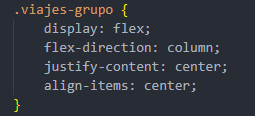 .viajes-grupo {
    display: flex;
    flex-direction: column;
    justify-content: center;
    align-items: center;
}